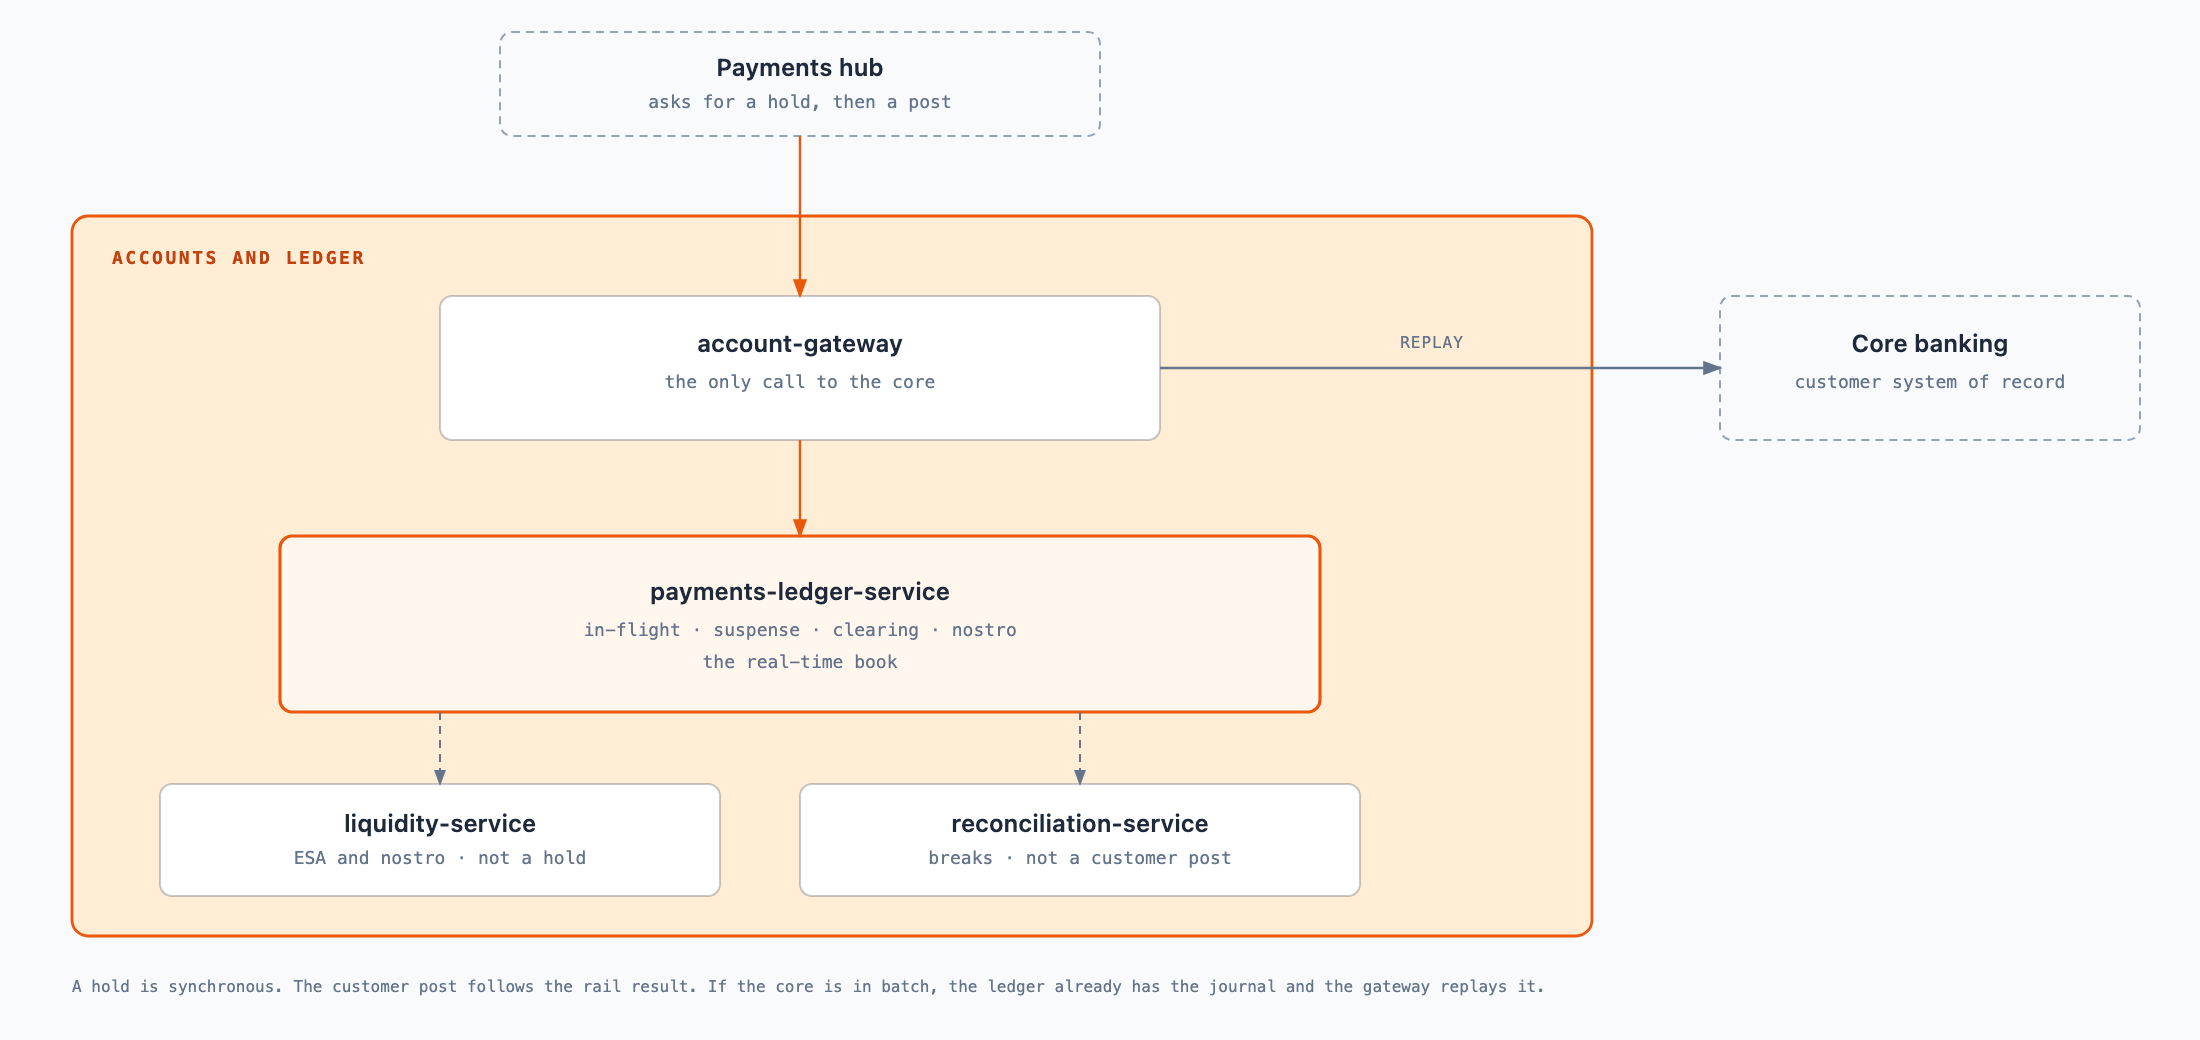 Payments hub
asks for a hold, then a post
ACCOUNTS AND LEDGER
account-gateway
the only call to the core
REPLAY
Core banking
customer system of record
payments-ledger-service
in-flight · suspense · clearing · nostro
the real-time book
liquidity-service
ESA and nostro · not a hold
reconciliation-service
breaks · not a customer post
A hold is synchronous. The customer post follows the rail result. If the core is in batch, the ledger already has the journal and the gateway replays it.